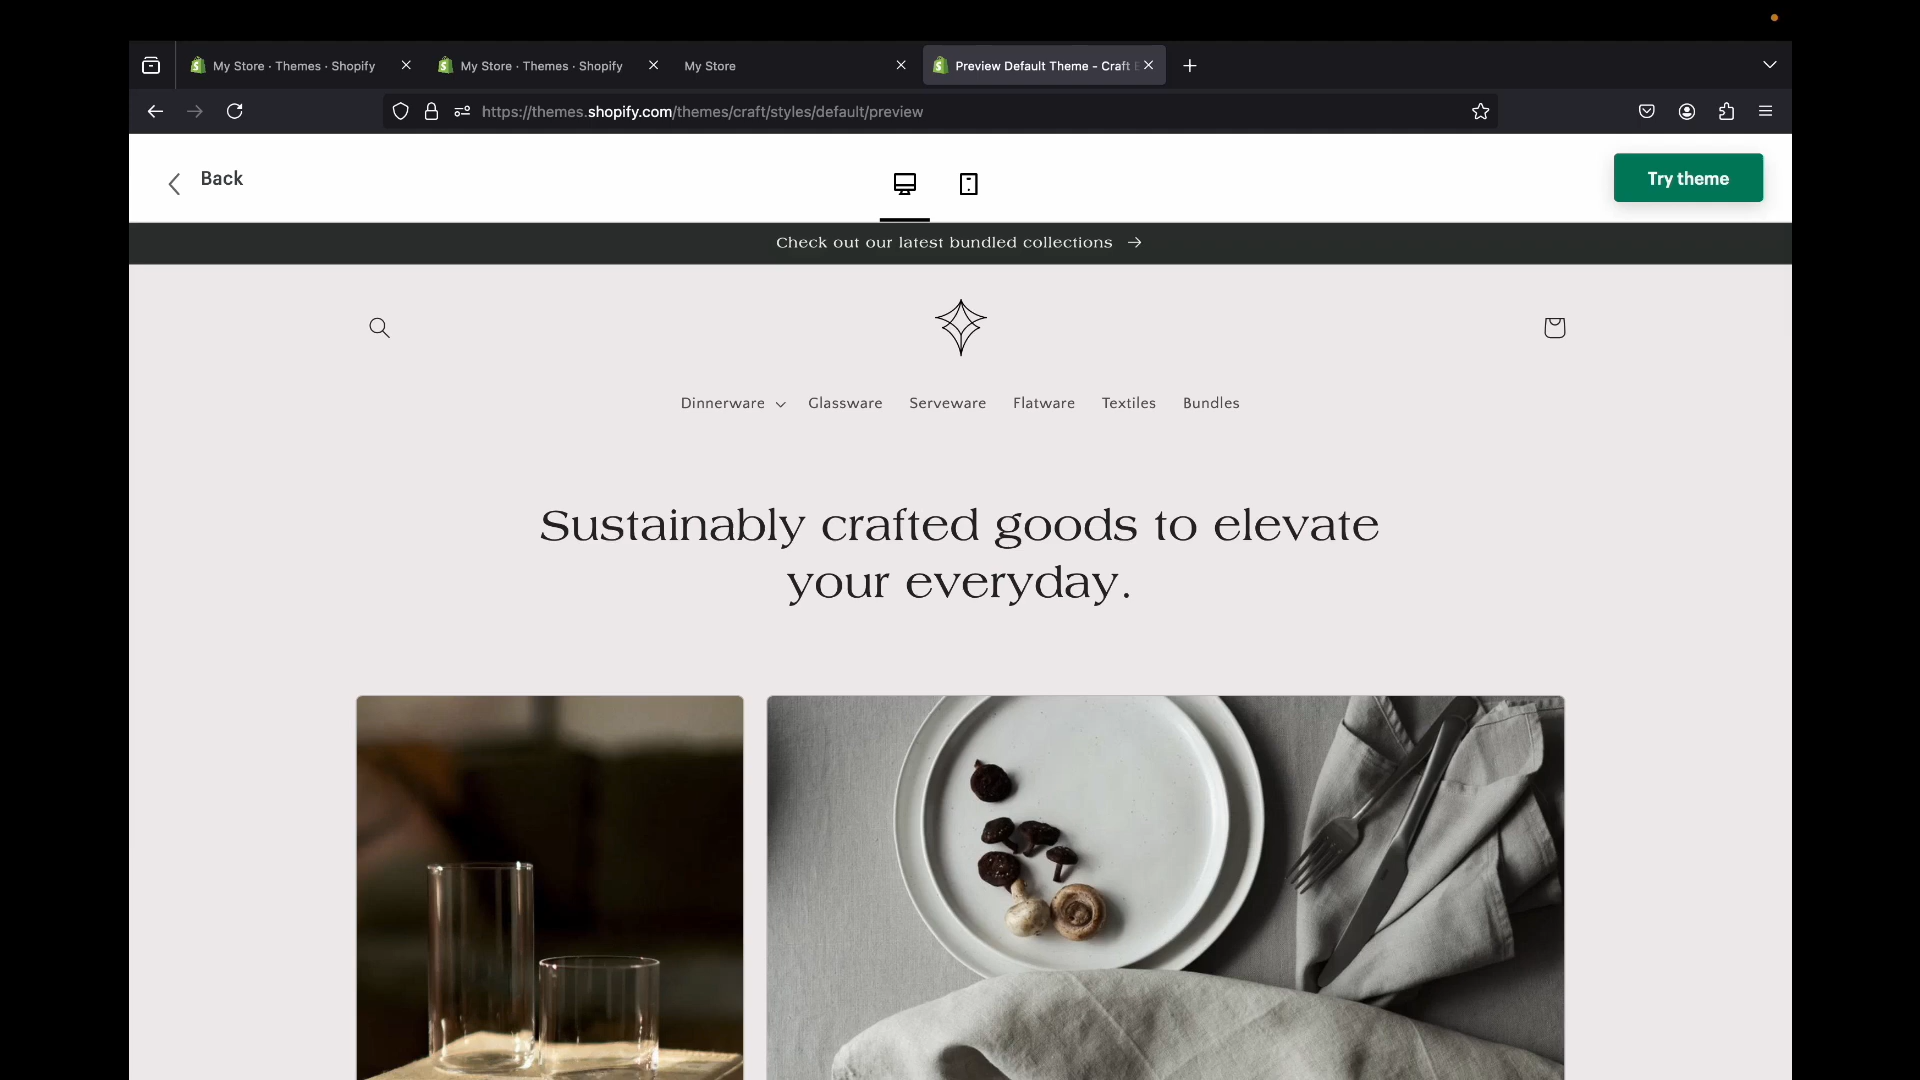 My Store · Themes · Shopify
My Store · Themes · Shopify
My Store
Preview Default Theme - Craft
https://themes.shopify.com/themes/craft/styles/default/preview
Back
Try theme
Check out our latest bundled collections
Dinnerware
Glassware
Serveware
Flatware
Textiles
Bundles
Sustainably crafted goods to elevate
your everyday.